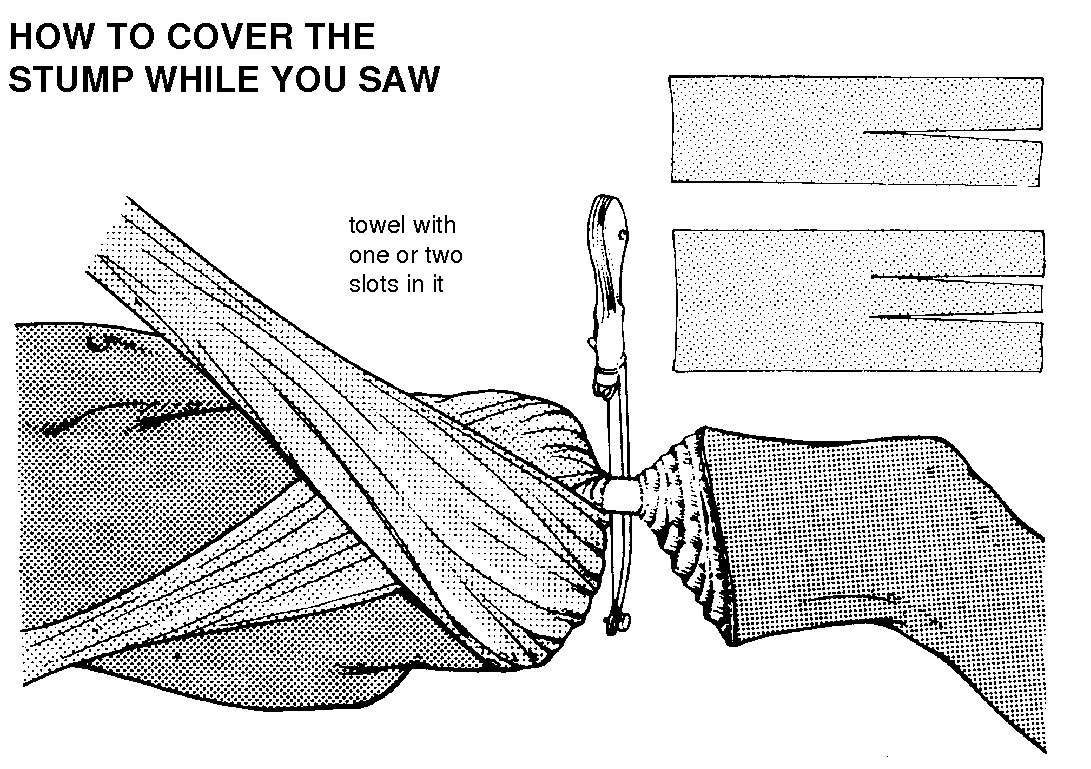 HOW TO COVER THE
STUMP WHILE YOU SAW
towel with
one or two
slots in it